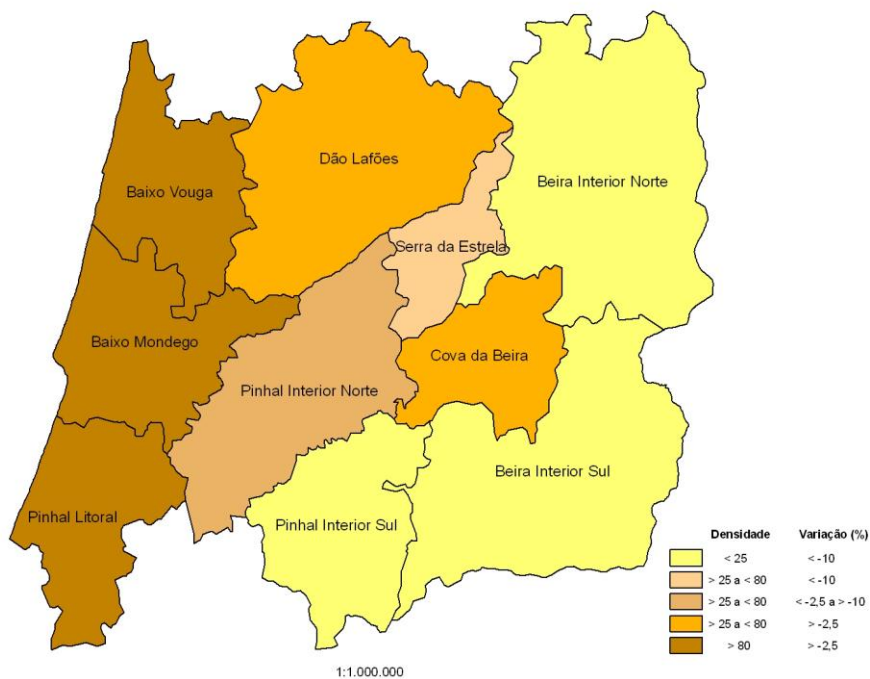 Dão Lafões
Baixo Vouga
Beira Interior Norte
Serra da Estrela
Baixo Mondego
Cova da Beira
Pinhal Interior Norte
Beira Interior Sul
Pinhal Litoral
Pinhal Interior Sul
Densidade Variação (%)
< 25 < -10
> 25 a < 80 < -10
> 25 a < 80 < -2,5 a > -10
> 25 a < 80 > -2,5
> 80 > -2,5
1:1.000.000